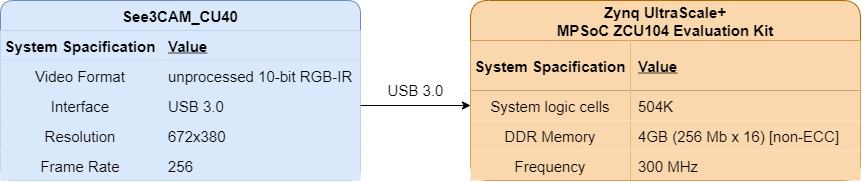 See3CAM_CU40
System Spacification Value
Video Format unprocessed 10-bit RGB-IR
Interface USB 3.0
Resolution 672x380
Frame Rate 256
USB 3.0
Zynq UltraScale+
MPSoC ZCU104 Evaluation Kit
System Spacification Value
System logic cells 504K
DDR Memory 4GB (256 Mb x 16) [non-ECC]
Frequency 300 MHz